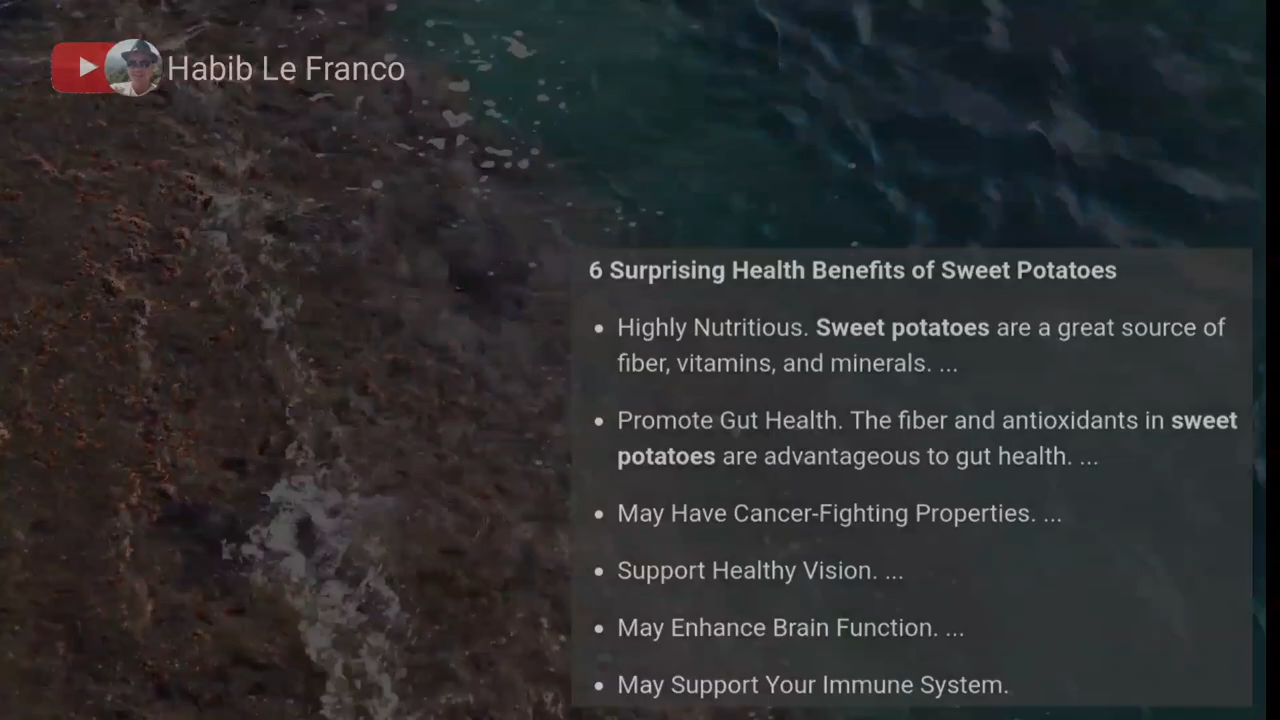 Habib Le Franco
6 Surprising Health Benefits of Sweet Potatoes
• Highly Nutritious. Sweet potatoes are a great source of
fiber, vitamins, and minerals. ...
• Promote Gut Health. The fiber and antioxidants in sweet
potatoes are advantageous to gut health. ...
• May Have Cancer-Fighting Properties. ...
• Support Healthy Vision. ...
• May Enhance Brain Function. ...
• May Support Your Immune System.